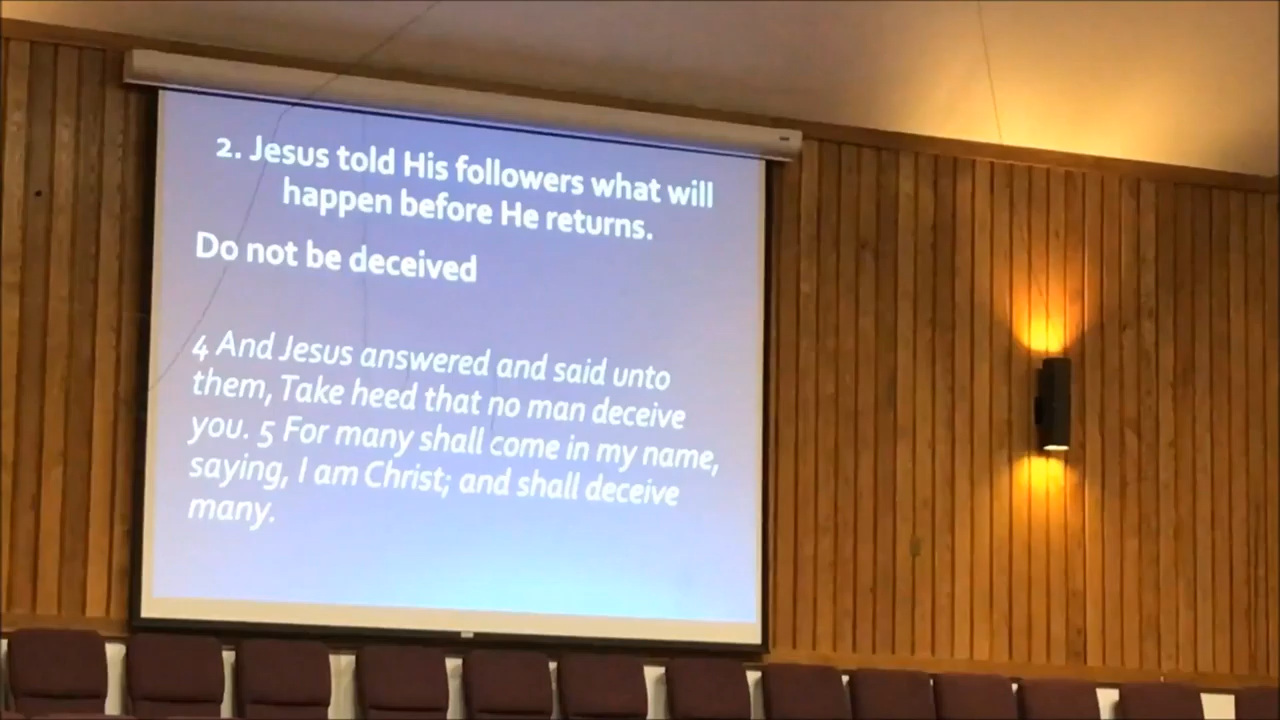 2. Jesus told His followers what will
happen before He returns.
Do not be deceived
4 And Jesus answered and said unto
them, Take heed that no man deceive
you. 5 For many shall come in my name,
saying, I am Christ; and shall deceive
many.